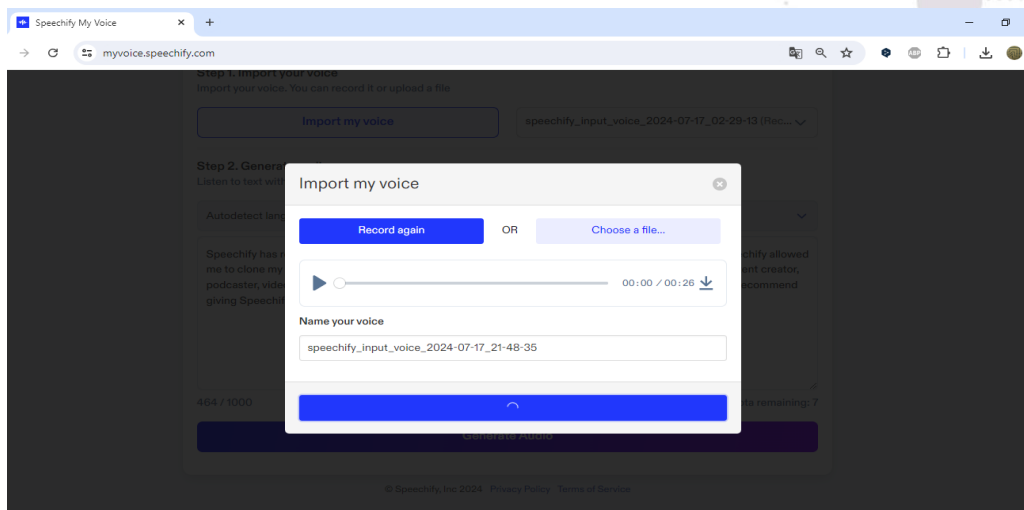 Speechify My Voice
myvoice.speechify.com
ABP
Step 1. Import your voice
Import your voice. You can record it or upload a file
Import my voice
speechify_input_voice_2024-07-17_02-29-13 (Rec...
Step 2. Genera
Listen to text with
Import my voice
Autodetect lang
Record again
OR
Choose a file...
Speechify has
chify allowed
me to clone my
ent creator,
podcaster, vide
ecommend
giving Speechif
00:00 / 00:26
Name your voice
speechify_input_voice_2024-07-17_21-48-35
464 / 1000
remaining: 7
Generate Audio
© Speechify, Inc 2024 Privacy Policy Terms of Service